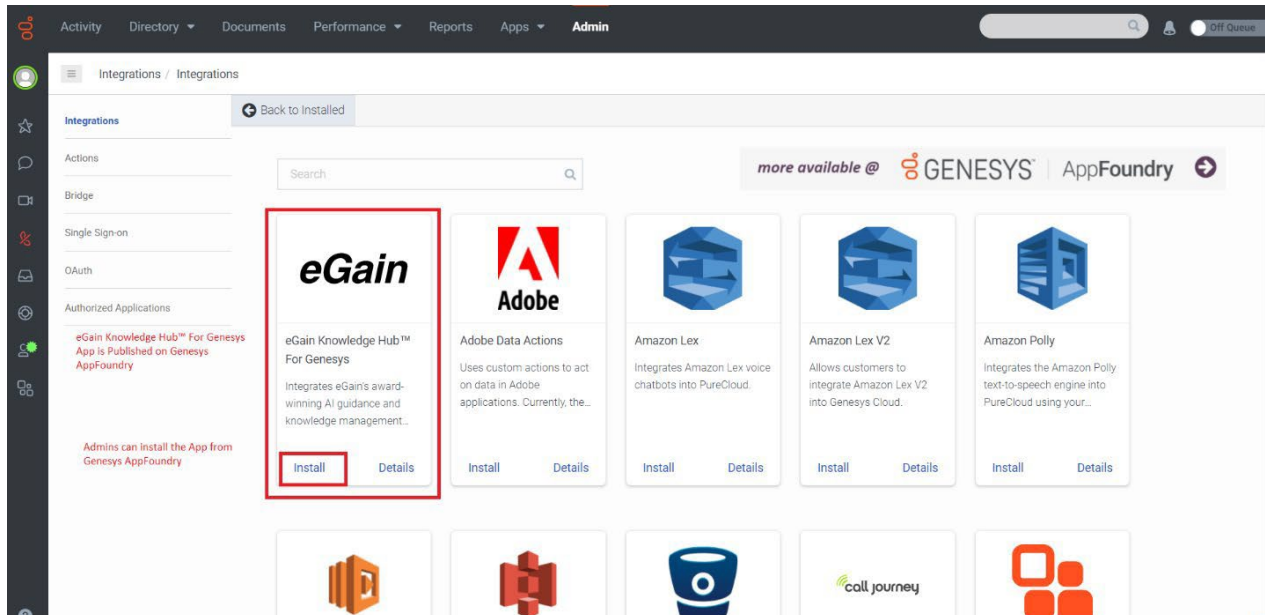 Activity Directory Documents Performance Reports Apps Admin
Off Queue
Integrations / Integrations
Integrations
Actions
Bridge
Single Sign-on
OAuth
Authorized Applications
eGain Knowledge Hub™ For Genesys
App is Published on Genesys
AppFoundry
Admins can install the App from
Genesys AppFoundry
Back to Installed
Search
more available @ GENESYS™ AppFoundry
eGain
eGain Knowledge Hub™
For Genesys
Integrates eGain's award-
winning AI guidance and
knowledge management…
Install Details
Adobe
Adobe Data Actions
Uses custom actions to act
on data in Adobe
applications. Currently, the…
Install Details
Amazon Lex
Integrates Amazon Lex voice
chatbots into PureCloud.
Install Details
Amazon Lex V2
Allows customers to
integrate Amazon Lex V2
into Genesys Cloud.
Install Details
Amazon Polly
Integrates the Amazon Polly
text-to-speech engine into
PureCloud using your…
Install Details
call journey